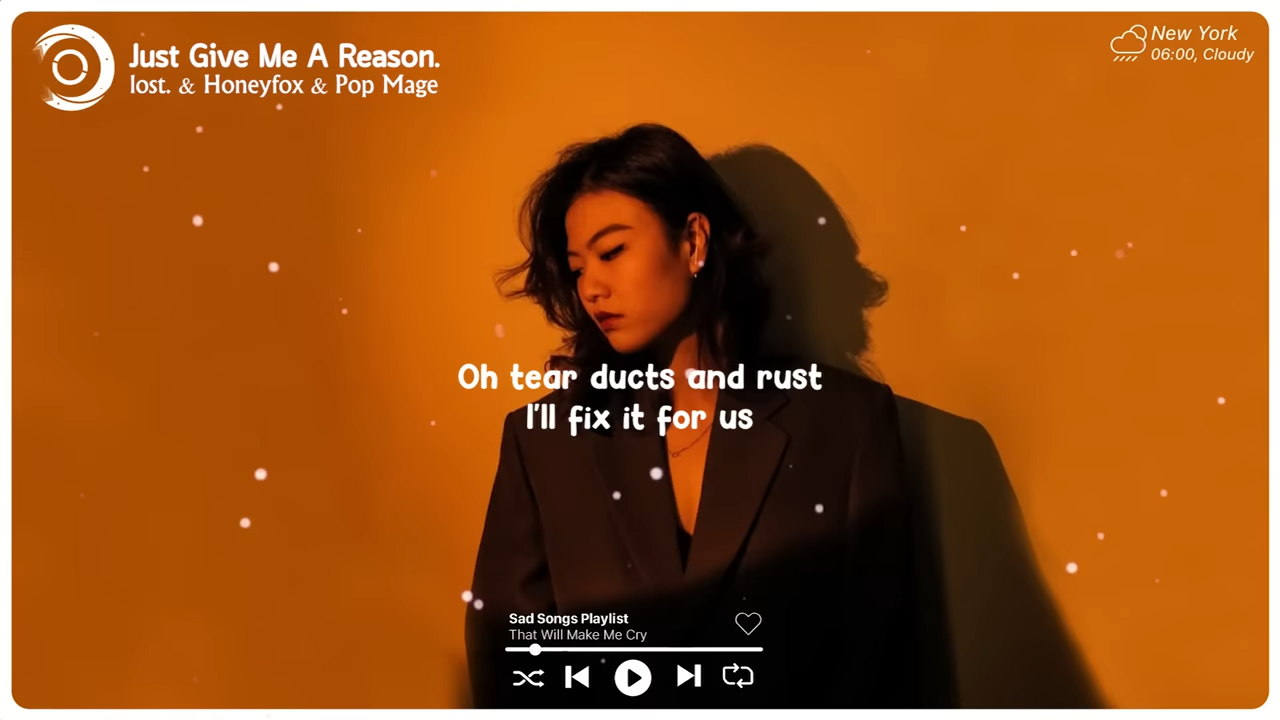 Just Give Me A Reason.
lost. & Honeyfox & Pop Mage
New York
06:00, Cloudy
Oh tear ducts and rust
I'll fix it for us
Sad Songs Playlist
That Will Make Me Cry